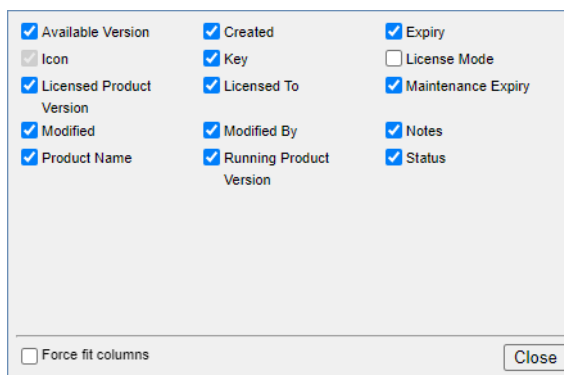 Available Version
Created
Expiry
Icon
Key
License Mode
Licensed Product
Version
Licensed To
Maintenance Expiry
Modified
Modified By
Notes
Product Name
Running Product
Version
Status
Force fit columns
Close